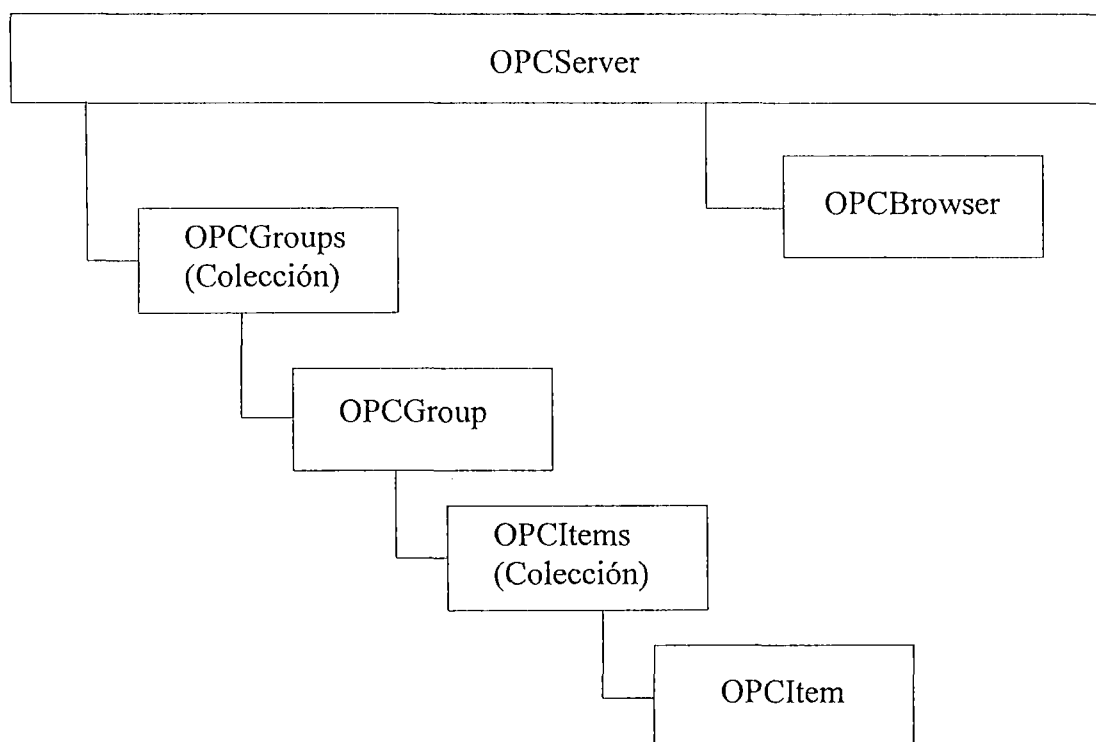 OPCServer
OPCBrowser
OPCGroups
(Colección)
OPCGroup
OPCItems
(Colección)
OPCItem